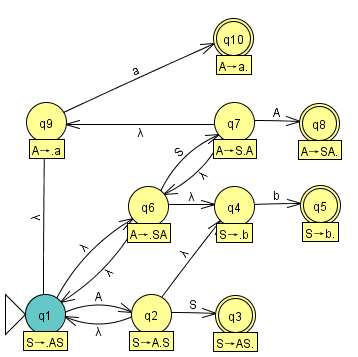 q10
A→a.
a
q9
A→.a
λ
q7
A→S.A
A
q8
A→SA.
S
λ
q6
A→.SA
λ
q4
S→.b
b
q5
S→b.
λ
λ
λ
λ
q1
S→.AS
A
λ
q2
S→A.S
S
q3
S→AS.